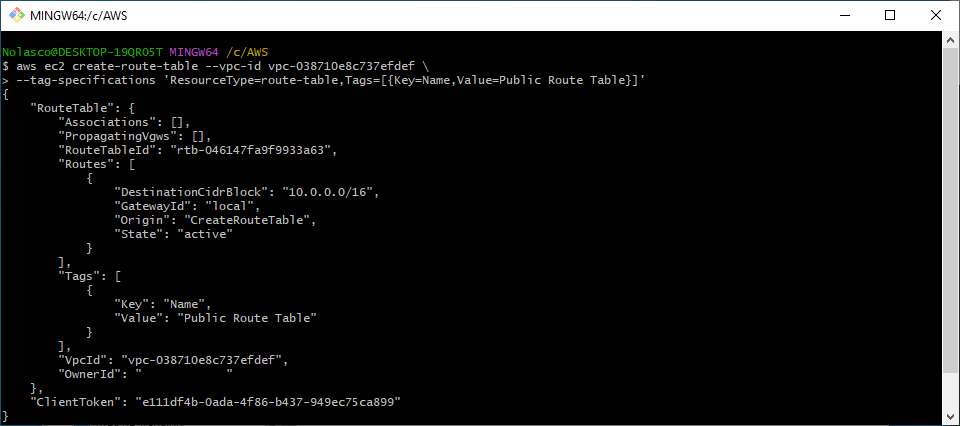 MINGW64:/c/AWS
Nolasco@DESKTOP-19QRO5T MINGW64 /c/AWS
$ aws ec2 create-route-table --vpc-id vpc-038710e8c737efdef \
> --tag-specifications 'ResourceType=route-table,Tags=[{Key=Name,Value=Public Route Table}]'
{
    "RouteTable": {
        "Associations": [],
        "PropagatingVgws": [],
        "RouteTableId": "rtb-046147fa9f9933a63",
        "Routes": [
            {
                "DestinationCidrBlock": "10.0.0.0/16",
                "GatewayId": "local",
                "Origin": "CreateRouteTable",
                "State": "active"
            }
        ],
        "Tags": [
            {
                "Key": "Name",
                "Value": "Public Route Table"
            }
        ],
        "VpcId": "vpc-038710e8c737efdef",
        "OwnerId": "            "
    },
    "ClientToken": "e111df4b-0ada-4f86-b437-949ec75ca899"
}